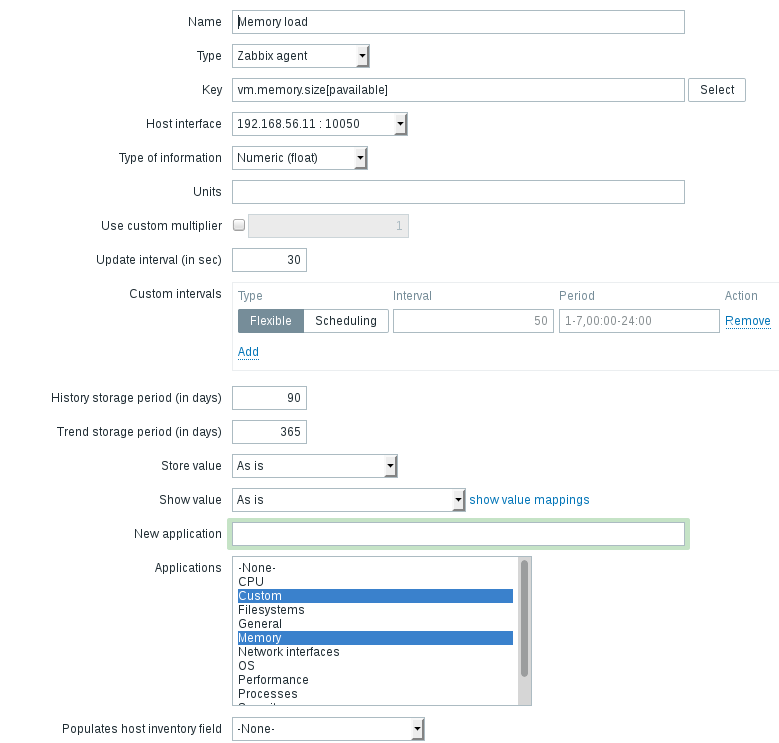 Name Memory load
Type Zabbix agent
Key vm.memory.size[pavailable] Select
Host interface 192.168.56.11 : 10050
Type of information Numeric (float)
Units
Use custom multiplier 1
Update interval (in sec) 30
Custom intervals Type Interval Period Action
Flexible Scheduling 50 1-7,00:00-24:00 Remove
Add
History storage period (in days) 90
Trend storage period (in days) 365
Store value As is
Show value As is show value mappings
New application
Applications -None-
CPU
Custom
Filesystems
General
Memory
Network interfaces
OS
Performance
Processes
Populates host inventory field -None-